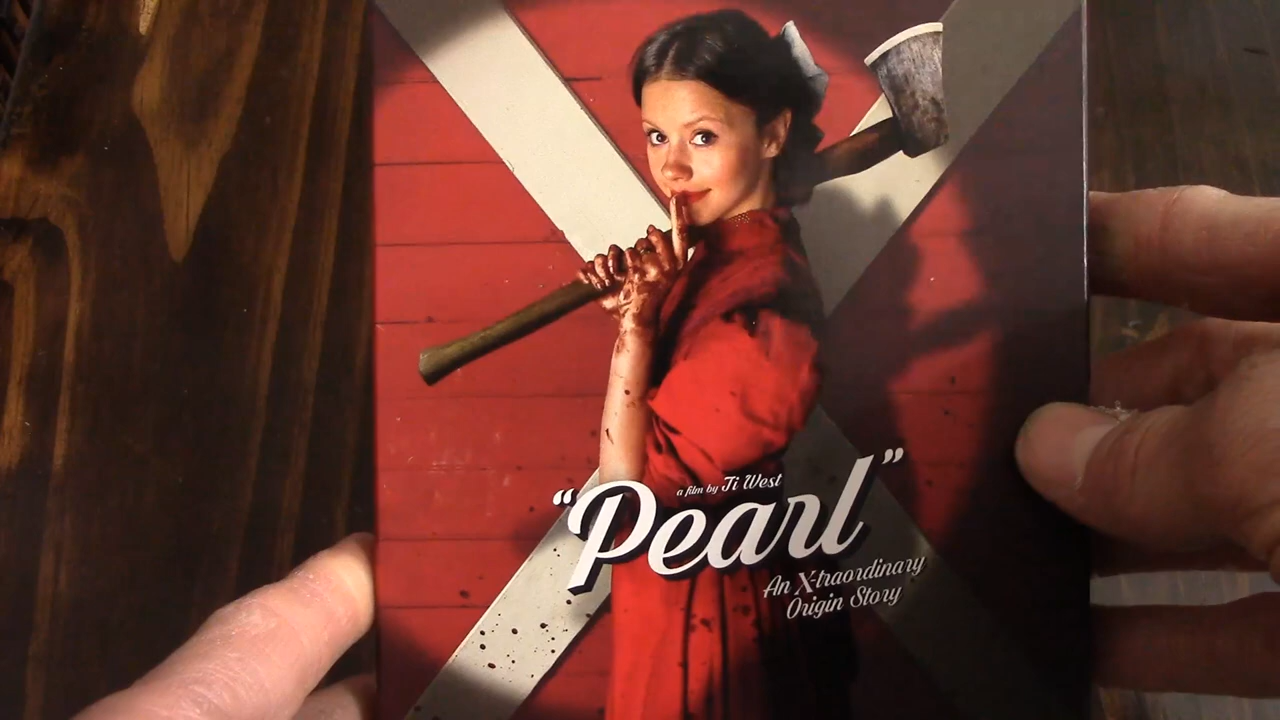 a film by Ti West
“Pearl”
An X-traordinary
Origin Story